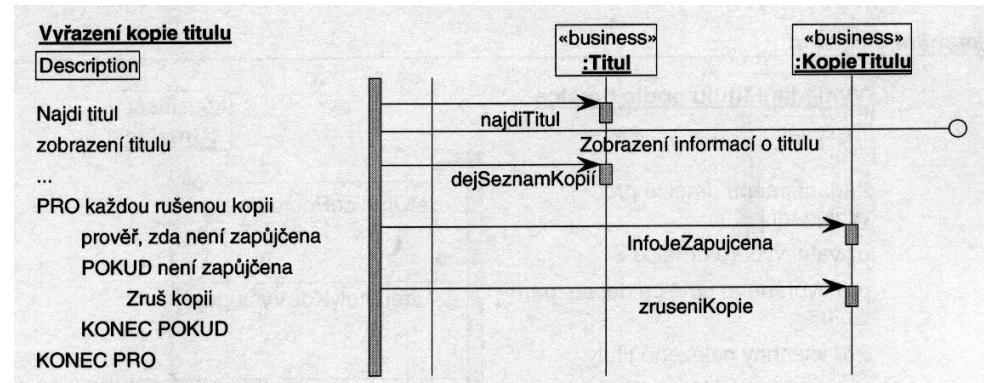 Vyřazení kopie titulu
Description
«business»
:Titul
«business»
:KopieTitulu
Najdi titul
najdiTitul
zobrazení titulu
Zobrazení informací o titulu
...
dejSeznamKopií
PRO každou rušenou kopii
prověř, zda není zapůjčena
InfoJeZapujcena
POKUD není zapůjčena
Zruš kopii
zruseniKopie
KONEC POKUD
KONEC PRO